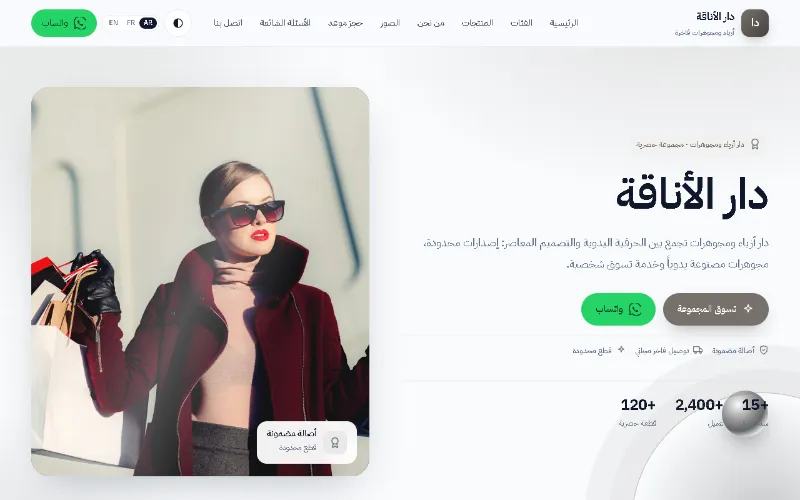 دا
دار الأناقة
أزياء ومجوهرات فاخرة
الرئيسية
الفئات
المنتجات
من نحن
الصور
حجز موعد
الأسئلة الشائعة
اتصل بنا
AR
FR
EN
واتساب
دار أزياء ومجوهرات · مجموعة حصرية
دار الأناقة
دار أزياء ومجوهرات تجمع بين الحرفية اليدوية والتصميم المعاصر: إصدارات محدودة،
مجوهرات مصنوعة يدوياً وخدمة تسوق شخصية.
تسوق المجموعة
واتساب
أصالة مضمونة
توصيل فاخر مجاني
قطع محدودة
15+
2,400+
عميل
120+
قطعة حصرية
أصالة مضمونة
قطع محدودة